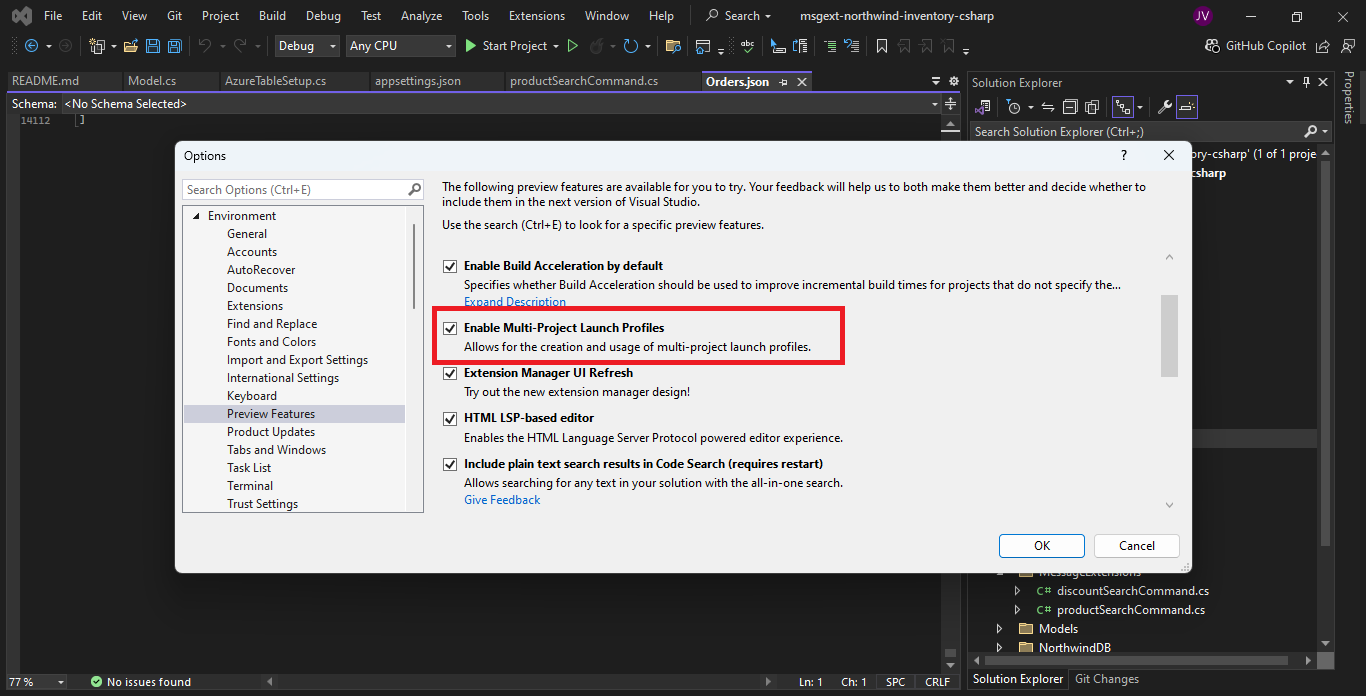 File Edit View Git Project Build Debug Test Analyze Tools Extensions Window Help Search msgext-northwind-inventory-csharp JV
Debug Any CPU Start Project abc GitHub Copilot
README.md Model.cs AzureTableSetup.cs appsettings.json productSearchCommand.cs Orders.json
Schema: <No Schema Selected>
14112 ]
Solution Explorer
Search Solution Explorer (Ctrl+;)
ory-csharp' (1 of 1 proje
csharp
Properties
Options ?
Search Options (Ctrl+E)
Environment
General
Accounts
AutoRecover
Documents
Extensions
Find and Replace
Fonts and Colors
Import and Export Settings
International Settings
Keyboard
Preview Features
Product Updates
Tabs and Windows
Task List
Terminal
Trust Settings
The following preview features are available for you to try. Your feedback will help us to both make them better and decide whether to
include them in the next version of Visual Studio.
Use the search (Ctrl+E) to look for a specific preview features.
Enable Build Acceleration by default
Specifies whether Build Acceleration should be used to improve incremental build times for projects that do not specify the...
Expand Description
Enable Multi-Project Launch Profiles
Allows for the creation and usage of multi-project launch profiles.
Extension Manager UI Refresh
Try out the new extension manager design!
HTML LSP-based editor
Enables the HTML Language Server Protocol powered editor experience.
Include plain text search results in Code Search (requires restart)
Allows searching for any text in your solution with the all-in-one search.
Give Feedback
OK Cancel
MessageExtensions
C# discountSearchCommand.cs
C# productSearchCommand.cs
Models
NorthwindDB
Solution Explorer Git Changes
77 % No issues found Ln: 1 Ch: 1 SPC CRLF